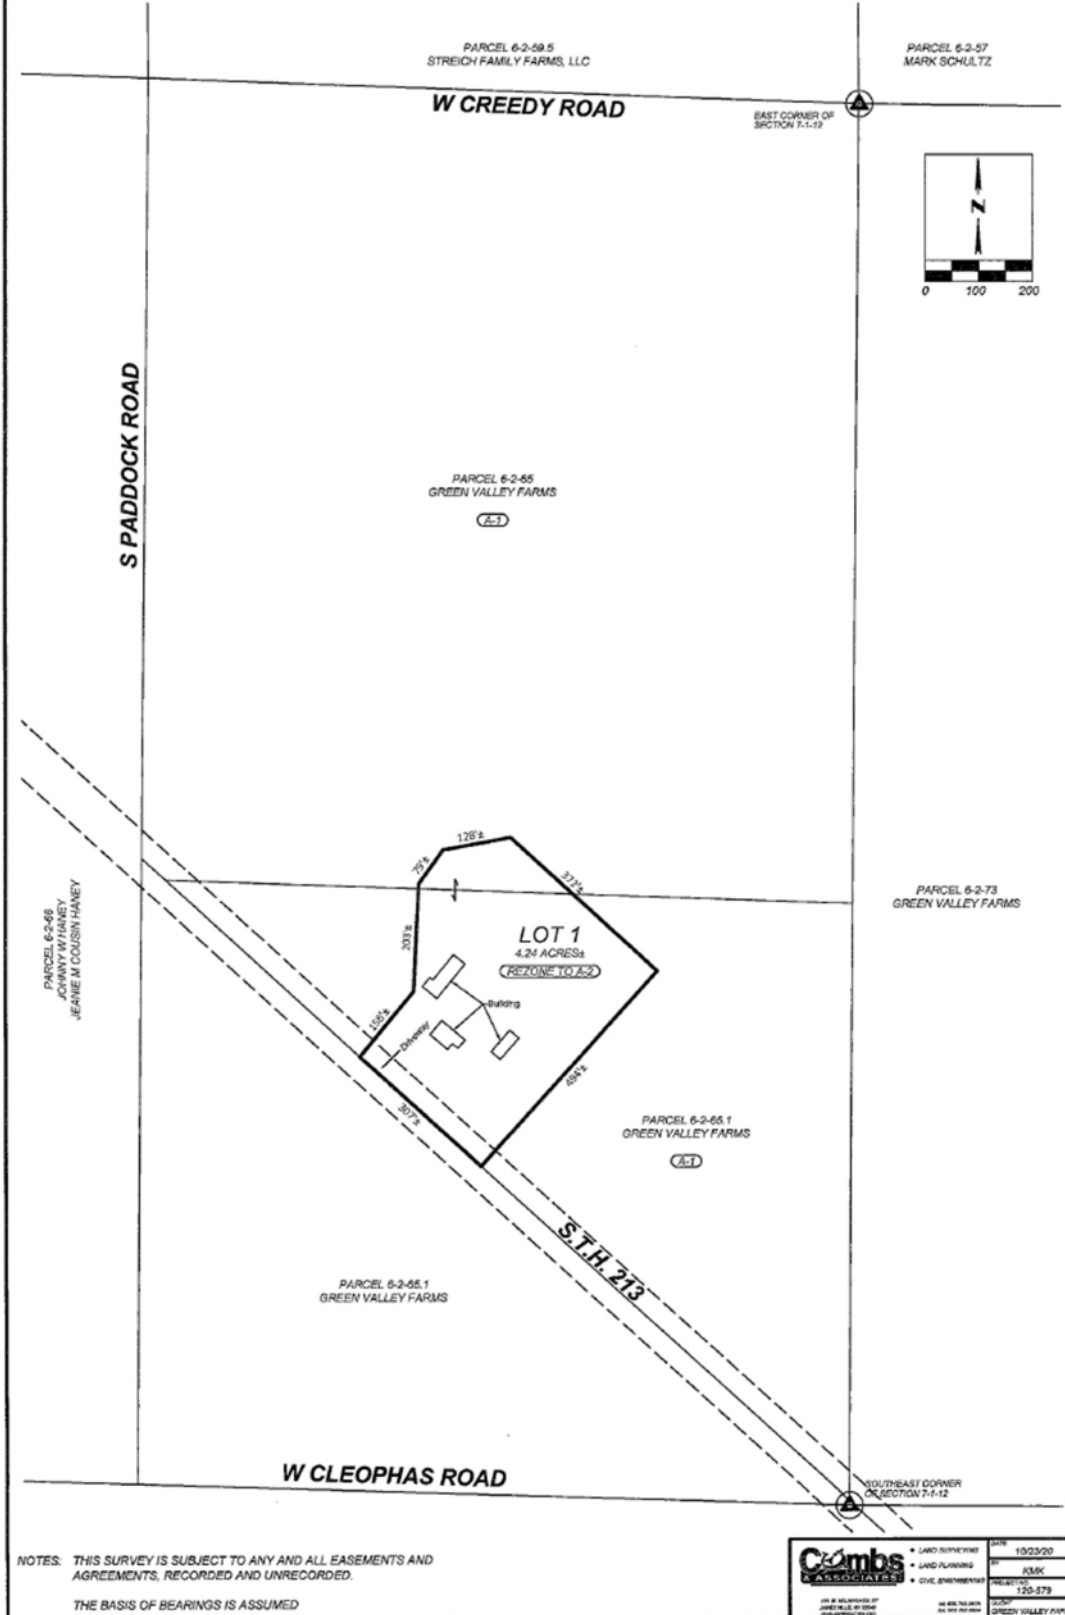 PARCEL 6-2-59.5
STREICH FAMILY FARMS, LLC
PARCEL 6-2-57
MARK SCHULTZ
W CREEDY ROAD
EAST CORNER OF
SECTION 7-1-12
N
0 100 200
S PADDOCK ROAD
PARCEL 6-2-65
GREEN VALLEY FARMS
A-1
128'±
75'±
377'±
203'±
LOT 1
4.24 ACRES±
REZONE TO A-2
Building
Driveway
155'±
307'±
494'±
PARCEL 6-2-66
JOHNNY W HANEY
JEANIE M COUSIN HANEY
PARCEL 6-2-73
GREEN VALLEY FARMS
PARCEL 6-2-65.1
GREEN VALLEY FARMS
A-1
S.T.H. 213
PARCEL 6-2-65.1
GREEN VALLEY FARMS
W CLEOPHAS ROAD
SOUTHEAST CORNER
OF SECTION 7-1-12
NOTES: THIS SURVEY IS SUBJECT TO ANY AND ALL EASEMENTS AND
AGREEMENTS, RECORDED AND UNRECORDED.
THE BASIS OF BEARINGS IS ASSUMED
Combs
& ASSOCIATES
• LAND SURVEYING
• LAND PLANNING
• CIVIL ENGINEERING
DATE
10/23/20
BY
KMK
PROJECT NO.
120-579
CLIENT
GREEN VALLEY FAR